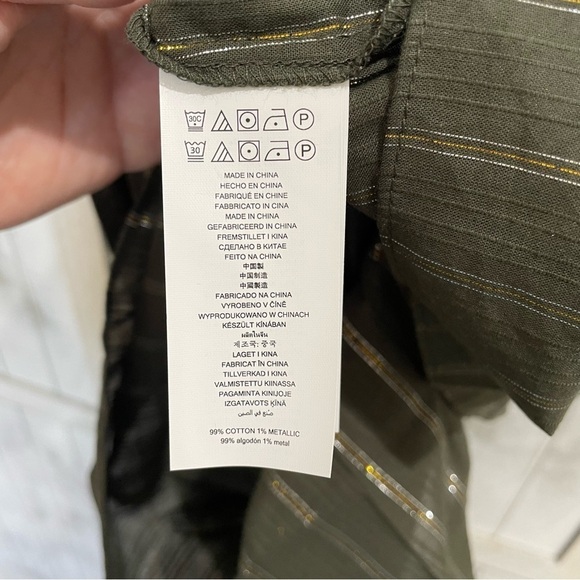 30C P
30 P
MADE IN CHINA
HECHO EN CHINA
FABRIQUÉ EN CHINE
FABBRICATO IN CINA
MADE IN CHINA
GEFABRICEERD IN CHINA
FREMSTILLET I KINA
СДЕЛАНО В КИТАЕ
FEITO NA CHINA
中国製
中国制造
中國製造
FABRICADO NA CHINA
VYROBENO V ČÍNĚ
WYPRODUKOWANO W CHINACH
KÉSZÜLT KÍNÁBAN
ผลิตในจีน
제조국: 중국
LAGET I KINA
FABRICAT ÎN CHINA
TILLVERKAD I KINA
VALMISTETTU KIINASSA
PAGAMINTA KINIJOJE
IZGATAVOTS ĶĪNĀ
صنع في الصين
99% COTTON 1% METALLIC
99% algodón 1% metal